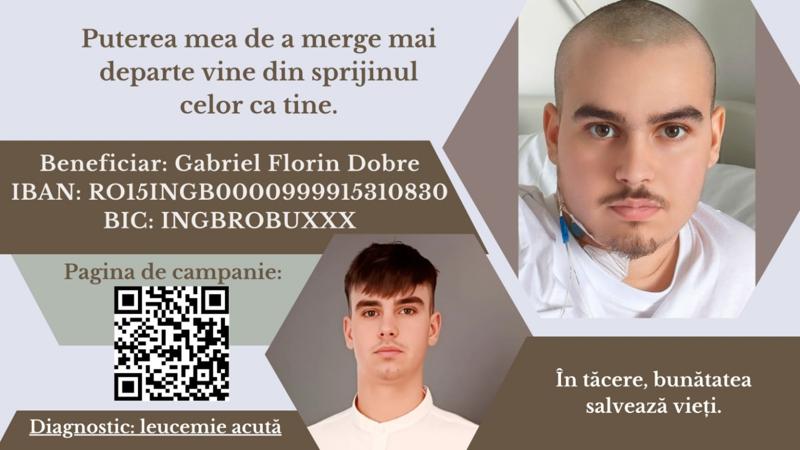 Puterea mea de a merge mai
departe vine din sprijinul
celor ca tine.
Beneficiar: Gabriel Florin Dobre
IBAN: RO15INGB0000999915310830
BIC: INGBROBUXXX
Pagina de campanie:
Diagnostic: leucemie acută
În tăcere, bunătatea
salvează vieți.